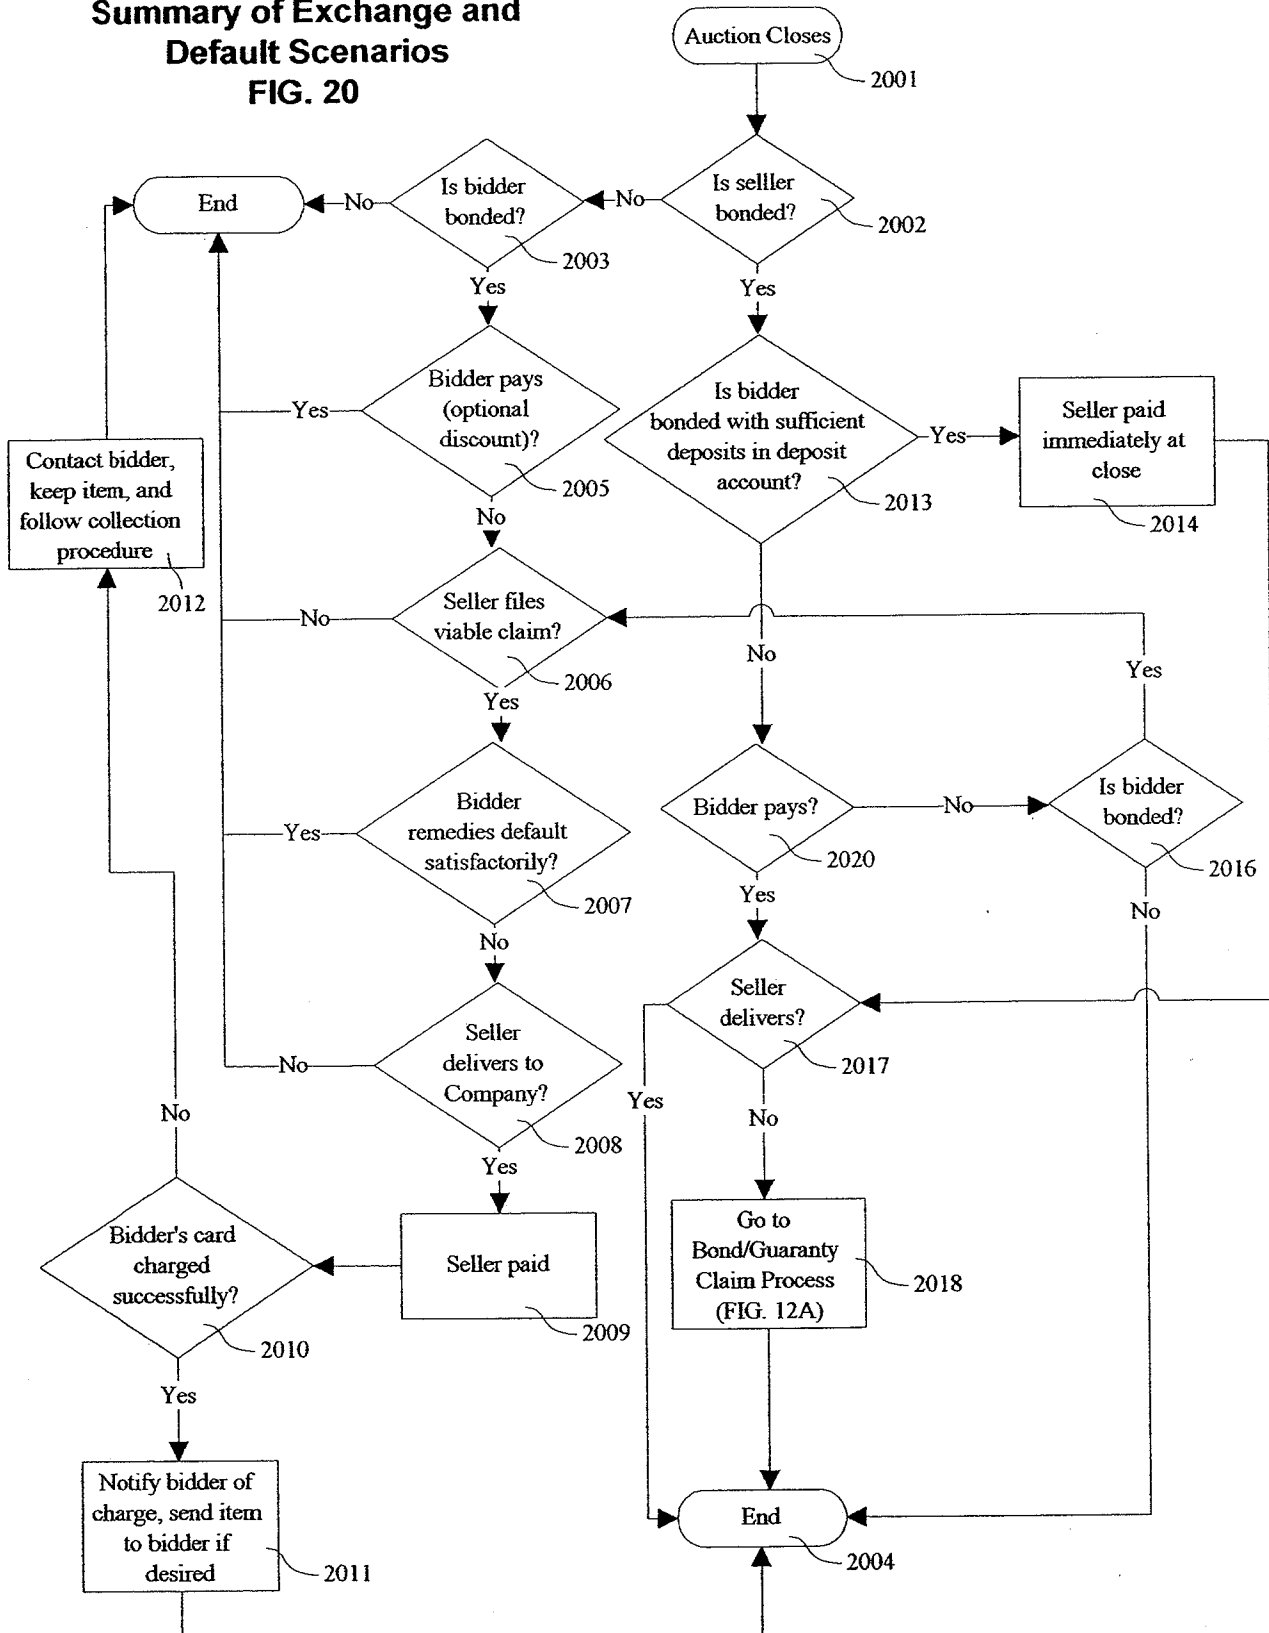 Summary of Exchange and
Default Scenarios
FIG. 20
Auction Closes
2001
Is selller
bonded?
2002
No
Is bidder
bonded?
2003
No
End
Yes
Yes
Bidder pays
(optional
discount)?
2005
Yes
No
Is bidder
bonded with sufficient
deposits in deposit
account?
2013
Yes
Seller paid
immediately at
close
2014
Contact bidder,
keep item, and
follow collection
procedure
2012
Seller files
viable claim?
2006
No
Yes
No
Yes
Bidder
remedies default
satisfactorily?
2007
Yes
No
Bidder pays?
2020
No
Yes
Is bidder
bonded?
2016
No
Seller
delivers to
Company?
2008
No
Yes
Seller
delivers?
2017
Yes
No
No
Bidder's card
charged
successfully?
2010
Yes
Seller paid
2009
Go to
Bond/Guaranty
Claim Process
(FIG. 12A)
2018
Notify bidder of
charge, send item
to bidder if
desired
2011
End
2004